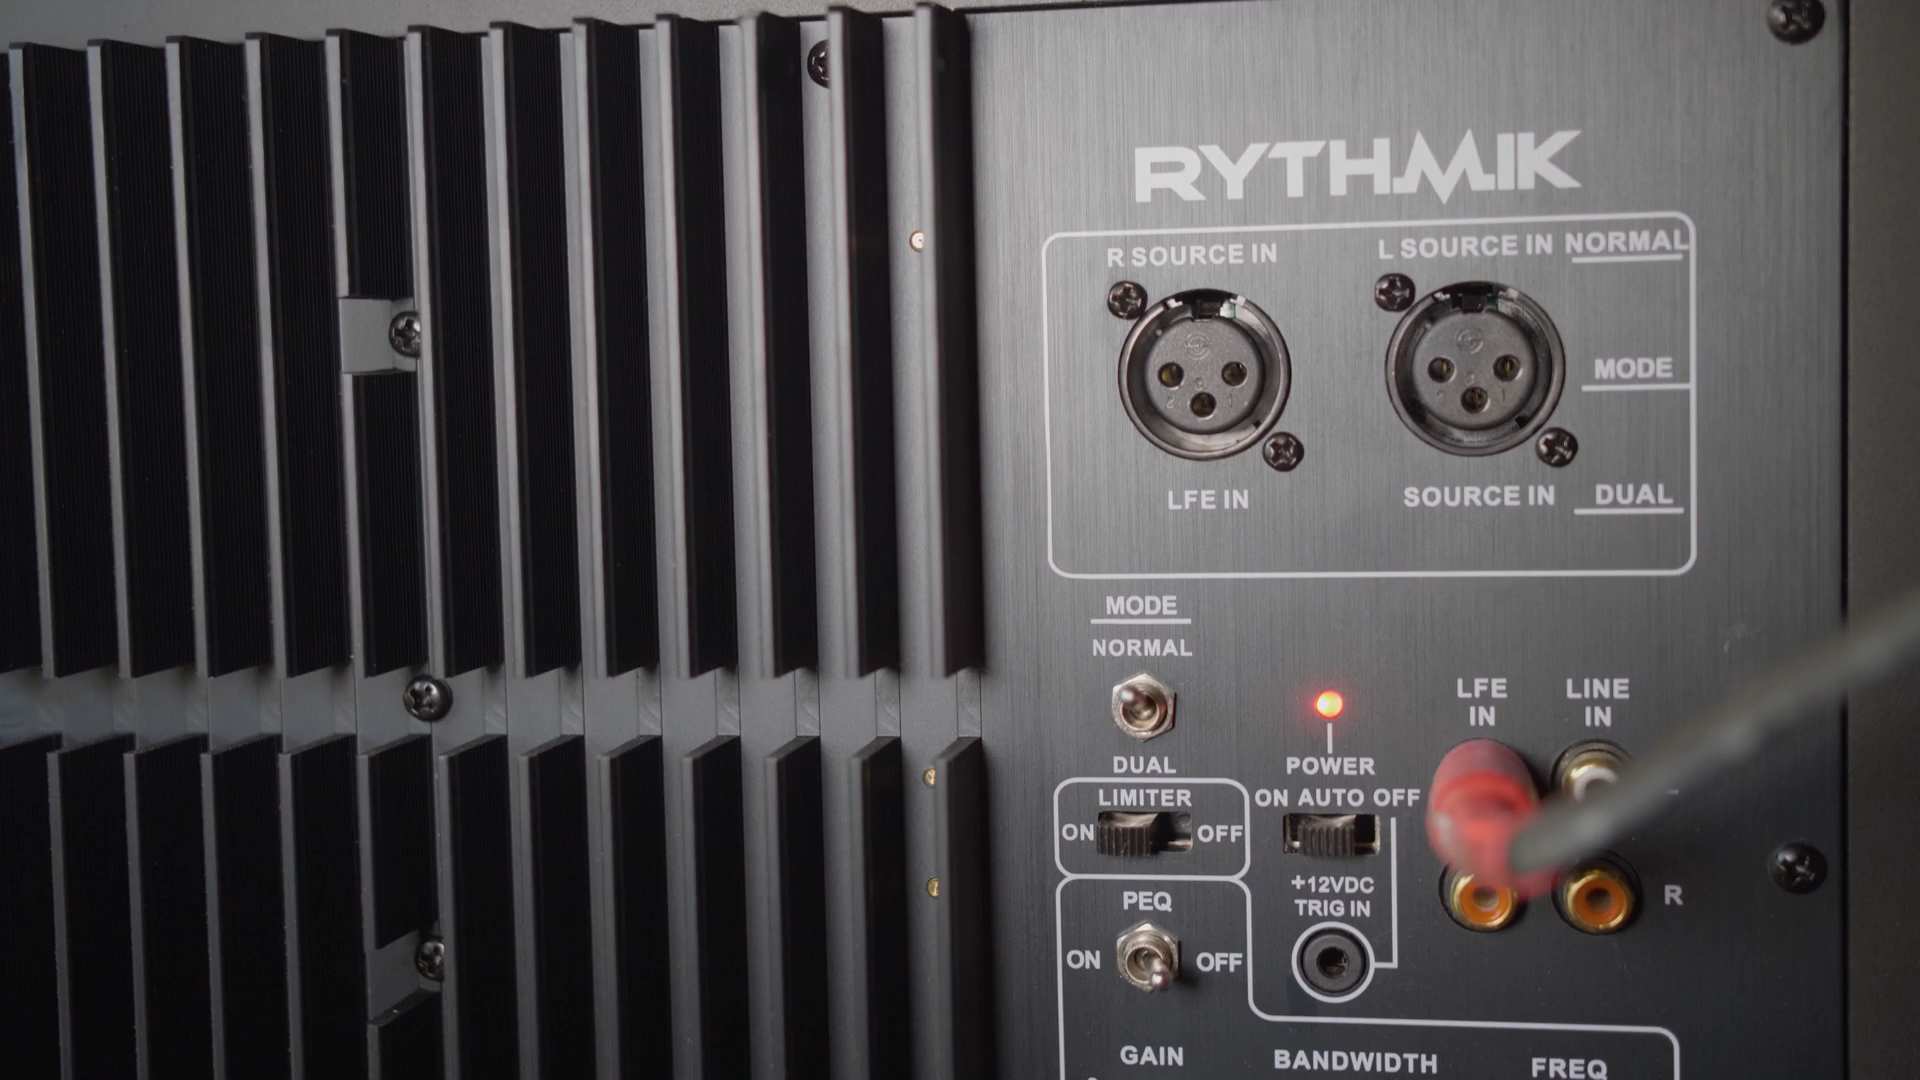 RYTHMIK
R SOURCE IN
L SOURCE IN NORMAL
MODE
LFE IN
SOURCE IN DUAL
MODE
NORMAL
DUAL
LIMITER
ON OFF
PEQ
ON OFF
POWER
ON AUTO OFF
+12VDC
TRIG IN
LFE
IN
LINE
IN
R
GAIN
BANDWIDTH
FREQ